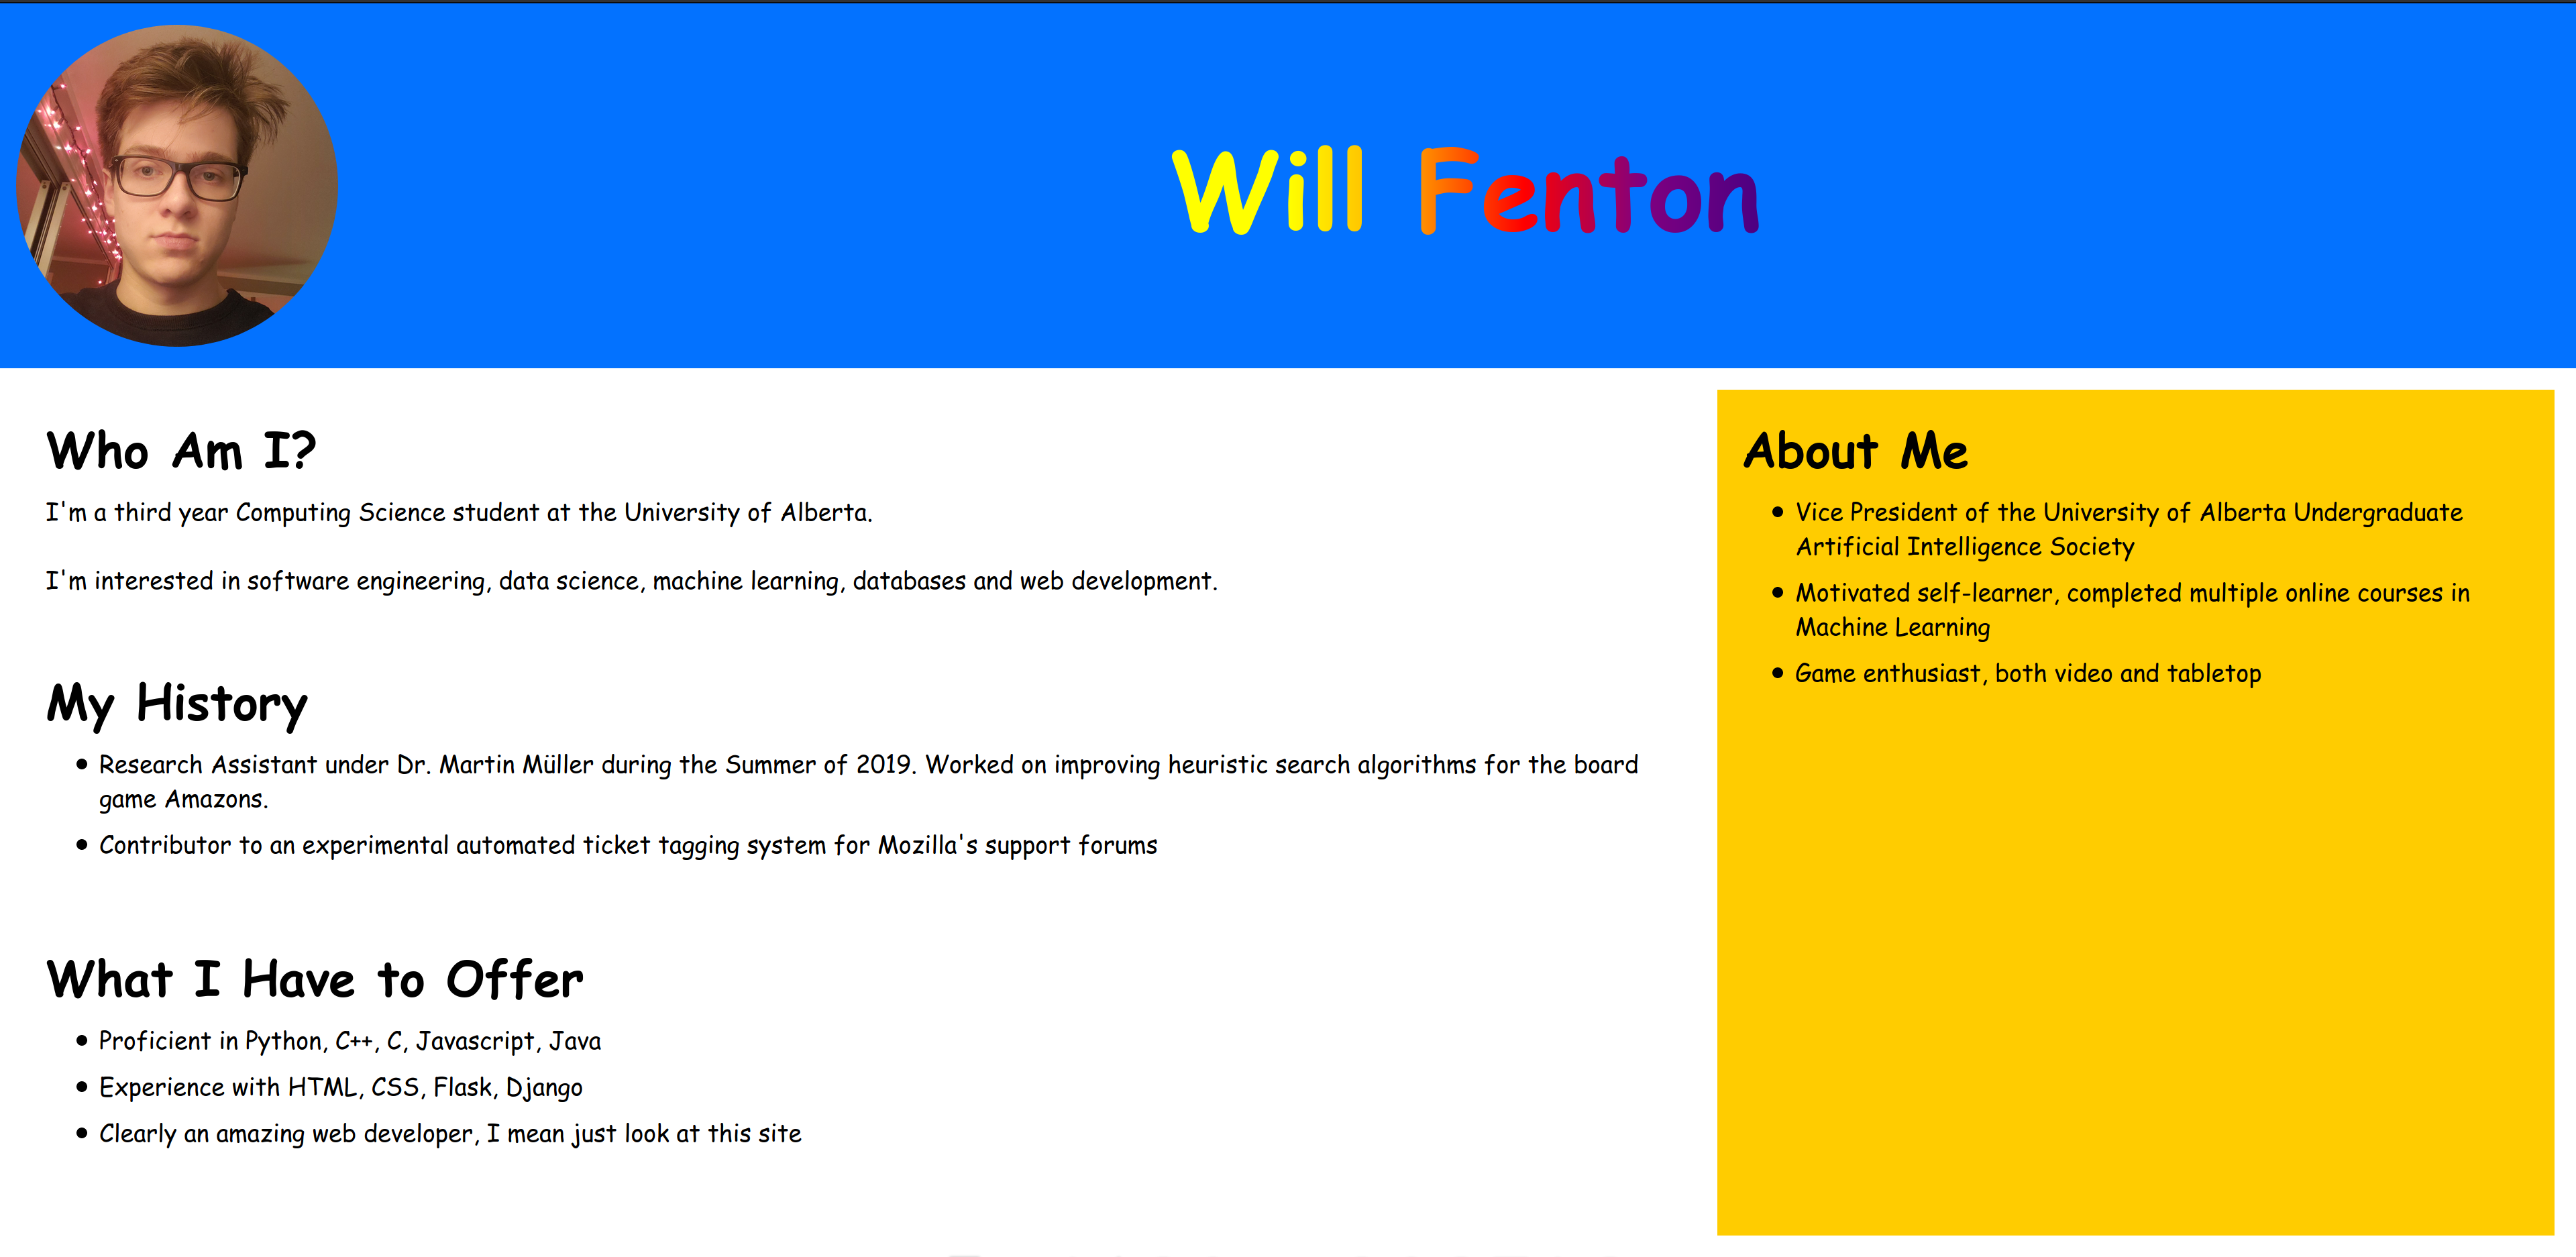 Will Fenton
Who Am I?
I'm a third year Computing Science student at the University of Alberta.
I'm interested in software engineering, data science, machine learning, databases and web development.
My History
Research Assistant under Dr. Martin Müller during the Summer of 2019. Worked on improving heuristic search algorithms for the board
game Amazons.
Contributor to an experimental automated ticket tagging system for Mozilla's support forums
What I Have to Offer
Proficient in Python, C++, C, Javascript, Java
Experience with HTML, CSS, Flask, Django
Clearly an amazing web developer, I mean just look at this site
About Me
Vice President of the University of Alberta Undergraduate
Artificial Intelligence Society
Motivated self-learner, completed multiple online courses in
Machine Learning
Game enthusiast, both video and tabletop